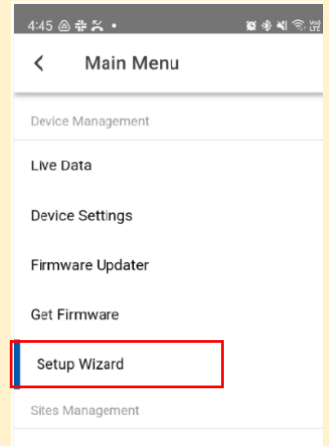 4:45
Main Menu
Device Management
Live Data
Device Settings
Firmware Updater
Get Firmware
Setup Wizard
Sites Management